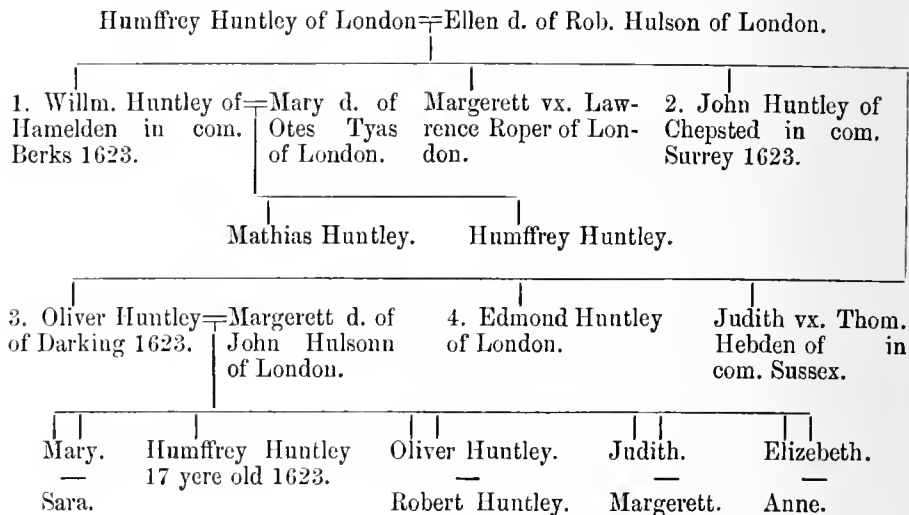 Humffrey Huntley of London Ellen d. of Rob. Hulson of London.
1. Willm. Huntley of
Hamelden in com.
Berks 1623.
Mary d. of
Otes Tyas
of London.
Margerett vx. Law-
rence Roper of Lon-
don.
2. John Huntley of
Chepsted in com.
Surrey 1623.
Mathias Huntley. Humffrey Huntley.
3. Oliver Huntley
of Darking 1623.
Margerett d. of
John Hulsonn
of London.
4. Edmond Huntley
of London.
Judith vx. Thom.
Hebden of in
com. Sussex.
Mary.
Sara.
Humffrey Huntley
17 yere old 1623.
Oliver Huntley.
Robert Huntley.
Judith.
Margerett.
Elizebeth.
Anne.